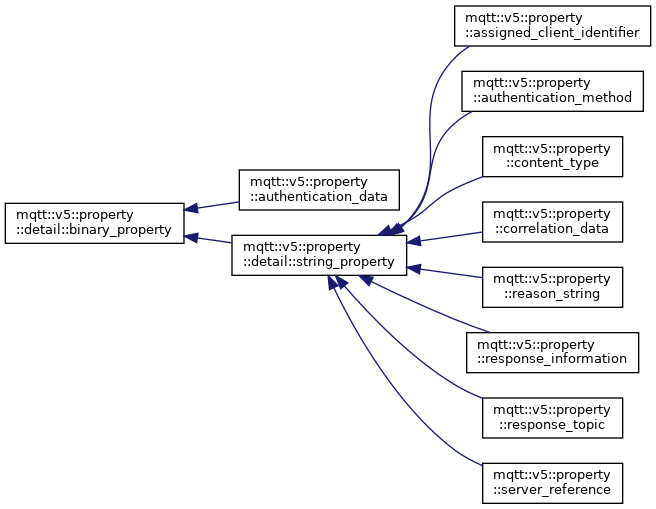 mqtt::v5::property
::assigned_client_identifier
mqtt::v5::property
::authentication_method
mqtt::v5::property
::content_type
mqtt::v5::property
::authentication_data
mqtt::v5::property
::detail::binary_property
mqtt::v5::property
::correlation_data
mqtt::v5::property
::detail::string_property
mqtt::v5::property
::reason_string
mqtt::v5::property
::response_information
mqtt::v5::property
::response_topic
mqtt::v5::property
::server_reference